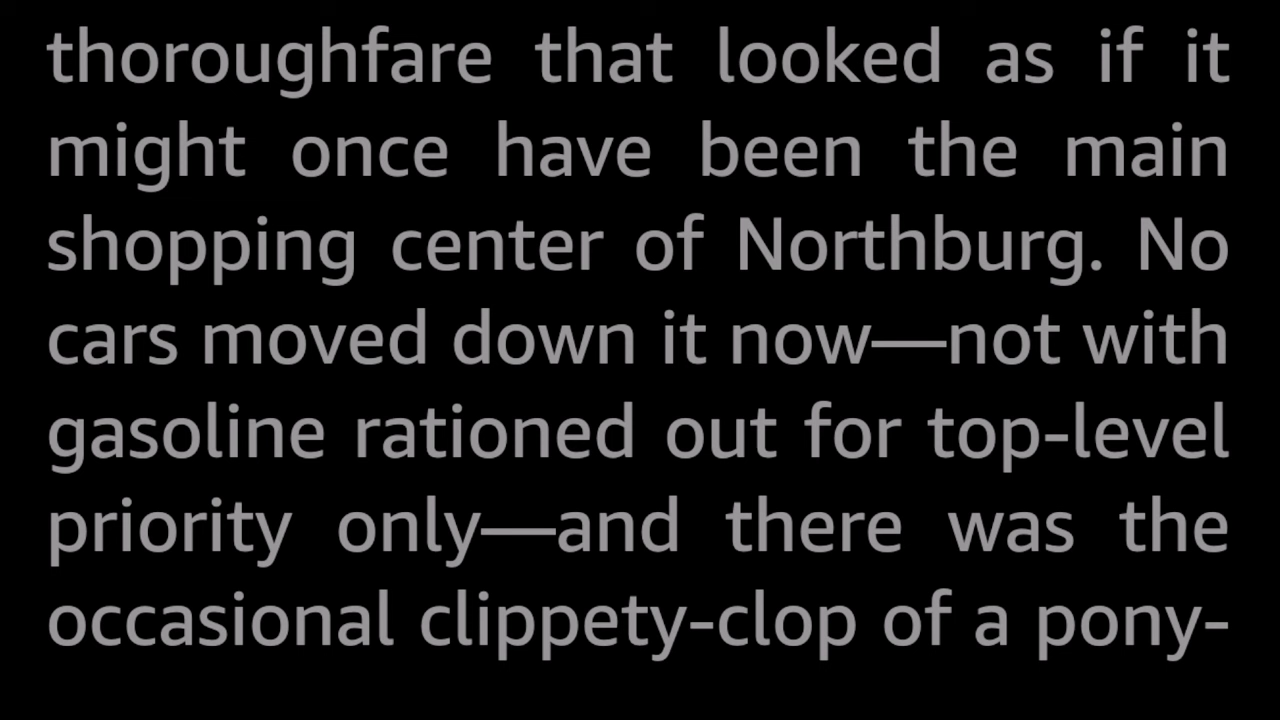 thoroughfare that looked as if it
might once have been the main
shopping center of Northburg. No
cars moved down it now—not with
gasoline rationed out for top-level
priority only—and there was the
occasional clippety-clop of a pony-